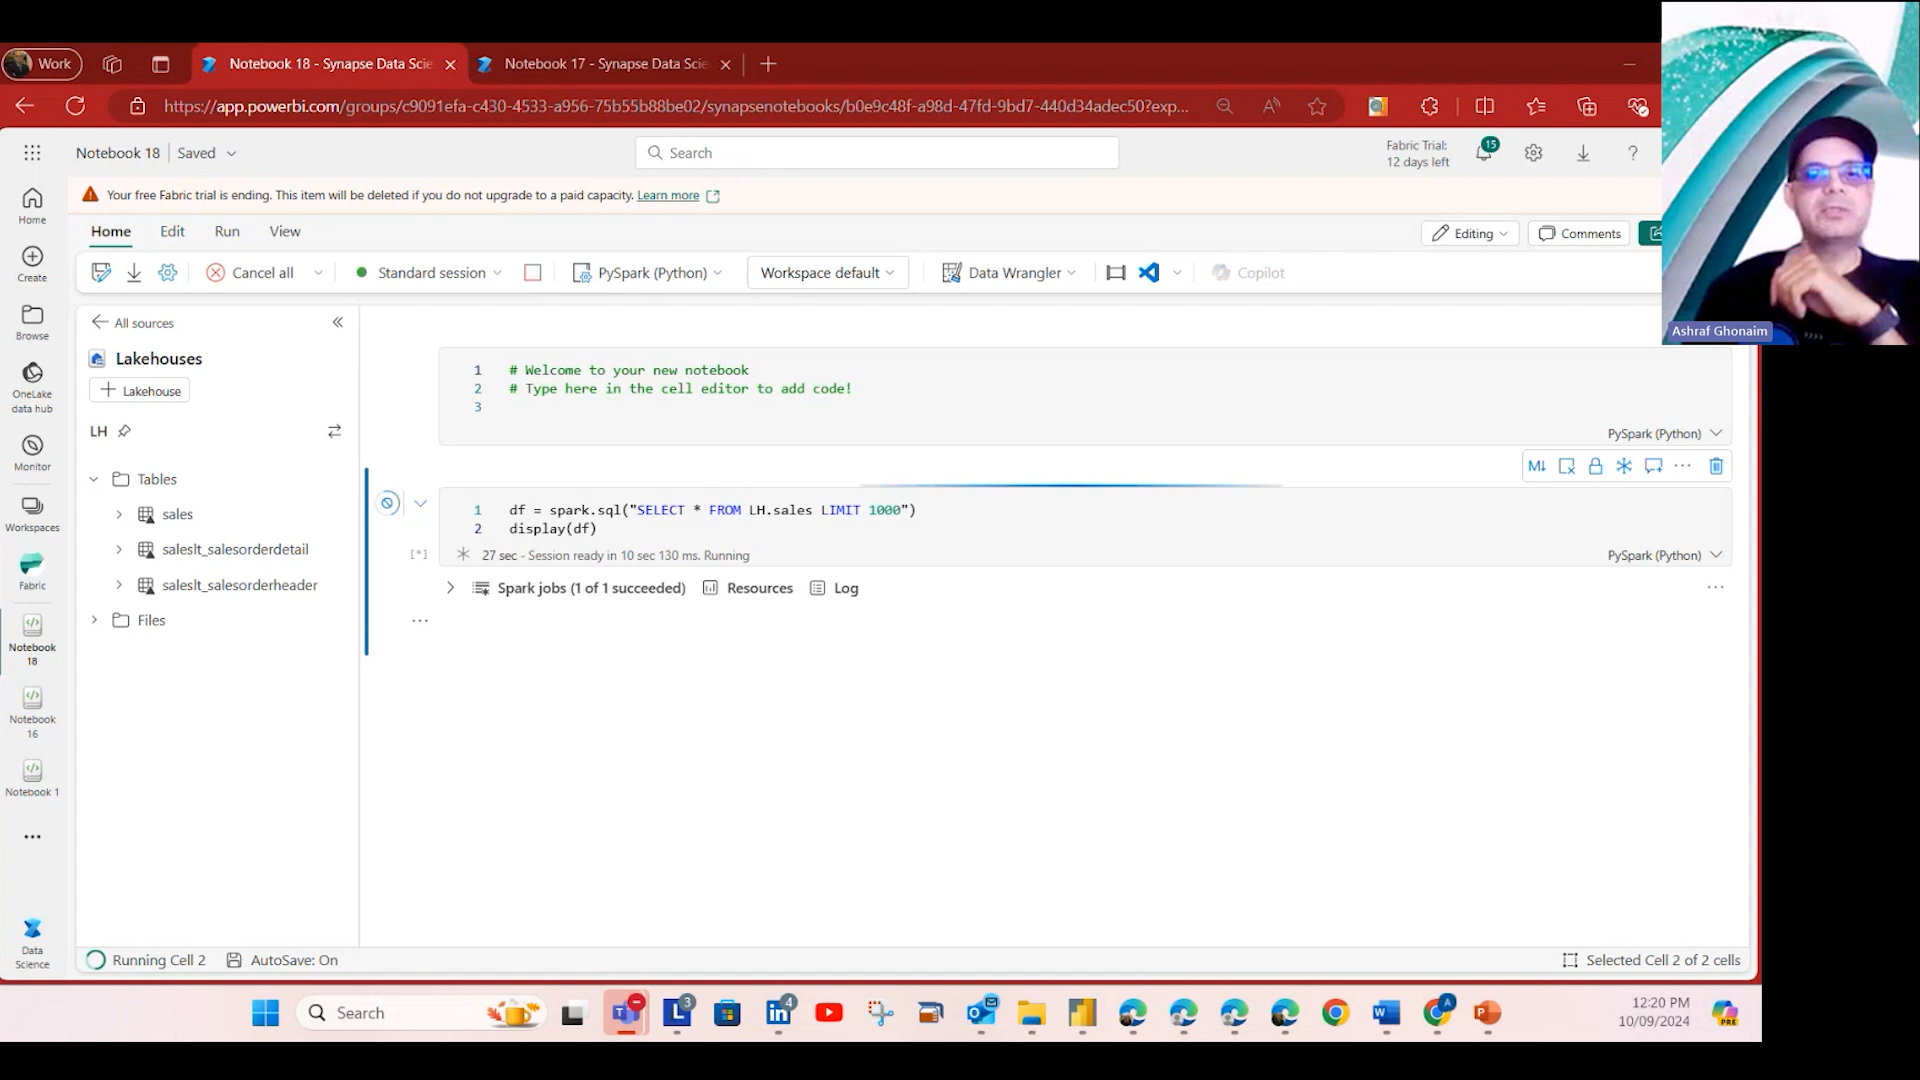 Work
Notebook 18 - Synapse Data Scie
Notebook 17 - Synapse Data Scie
https://app.powerbi.com/groups/c9091efa-c430-4533-a956-75b55b88be02/synapsenotebooks/b0e9c48f-a98d-47fd-9bd7-440d34adec50?exp...
Notebook 18 | Saved
Search
Fabric Trial:
12 days left
15
Your free Fabric trial is ending. This item will be deleted if you do not upgrade to a paid capacity. Learn more
Home Edit Run View
Editing
Comments
Cancel all
Standard session
PySpark (Python)
Workspace default
Data Wrangler
Copilot
Home
Create
Browse
OneLake
data hub
Monitor
Workspaces
Fabric
Notebook
18
Notebook
16
Notebook 1
Data
Science
All sources
Lakehouses
+ Lakehouse
LH
Tables
sales
saleslt_salesorderdetail
saleslt_salesorderheader
Files
1 # Welcome to your new notebook
2 # Type here in the cell editor to add code!
3
PySpark (Python)
M↓
1 df = spark.sql("SELECT * FROM LH.sales LIMIT 1000")
2 display(df)
[*]
27 sec - Session ready in 10 sec 130 ms. Running
PySpark (Python)
Spark jobs (1 of 1 succeeded) Resources Log
Running Cell 2
AutoSave: On
Selected Cell 2 of 2 cells
Ashraf Ghonaim
Search
3
4
A
12:20 PM
10/09/2024
PRE